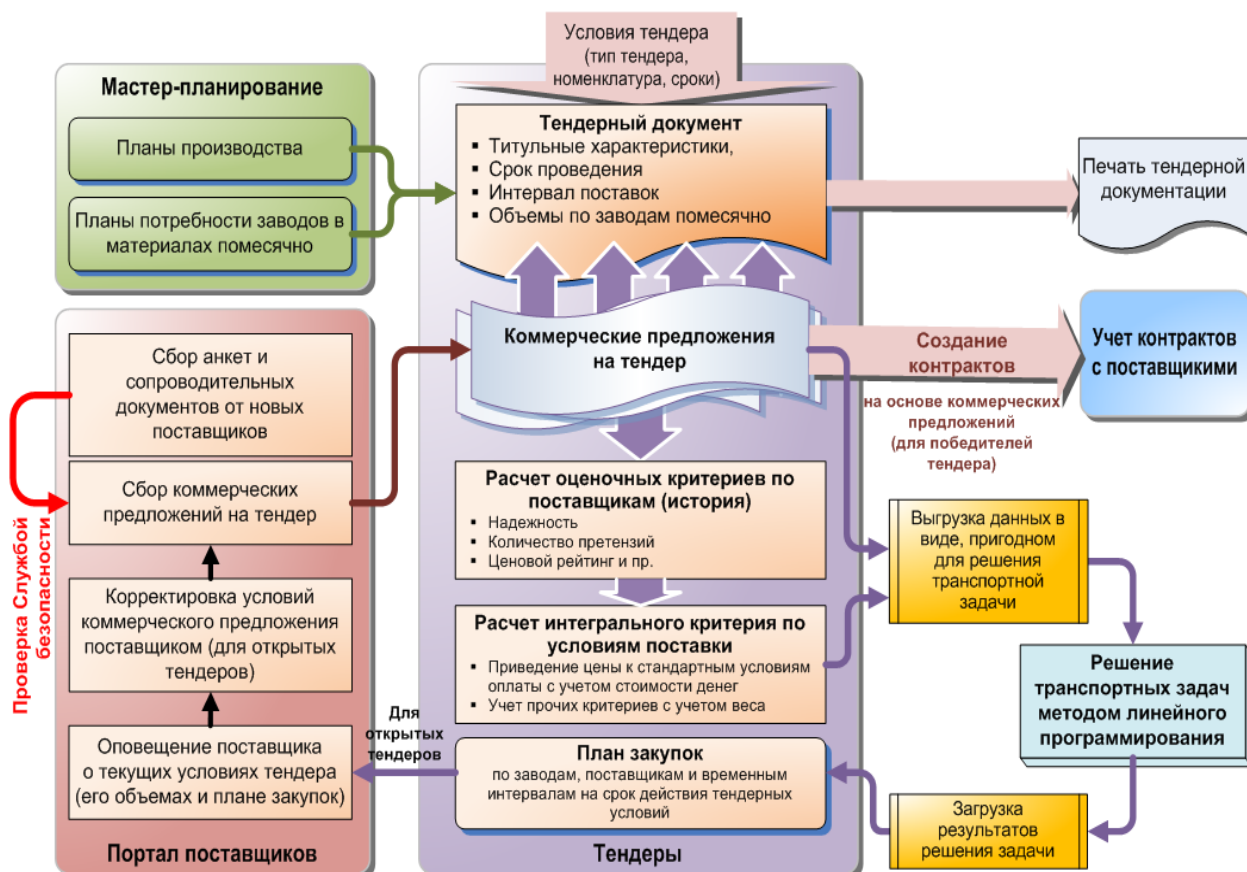 Условия тендера
(тип тендера,
номенклатура, сроки)
Мастер-планирование
Планы производства
Планы потребности заводов в
материалах помесячно
Тендерный документ
▪ Титульные характеристики,
▪ Срок проведения
▪ Интервал поставок
▪ Объемы по заводам помесячно
Печать тендерной
документации
Коммерческие предложения
на тендер
Создание
контрактов
на основе коммерческих
предложений
(для победителей
тендера)
Учет контрактов
с поставщикими
Сбор анкет и
сопроводительных
документов от новых
поставщиков
Сбор коммерческих
предложений на тендер
Проверка Службой
безопасности
Корректировка условий
коммерческого предложения
поставщиком (для открытых
тендеров)
Оповещение поставщика
о текущих условиях тендера
(его объемах и плане закупок)
Портал поставщиков
Расчет оценочных критериев по
поставщикам (история)
▪ Надежность
▪ Количество претензий
▪ Ценовой рейтинг и пр.
Расчет интегрального критерия по
условиям поставки
▪ Приведение цены к стандартным условиям
оплаты с учетом стоимости денег
▪ Учет прочих критериев с учетом веса
Для
открытых
тендеров
План закупок
по заводам, поставщикам и временным
интервалам на срок действия тендерных
условий
Тендеры
Выгрузка данных в
виде, пригодном
для решения
транспортной
задачи
Решение
транспортных задач
методом линейного
программирования
Загрузка
результатов
решения задачи